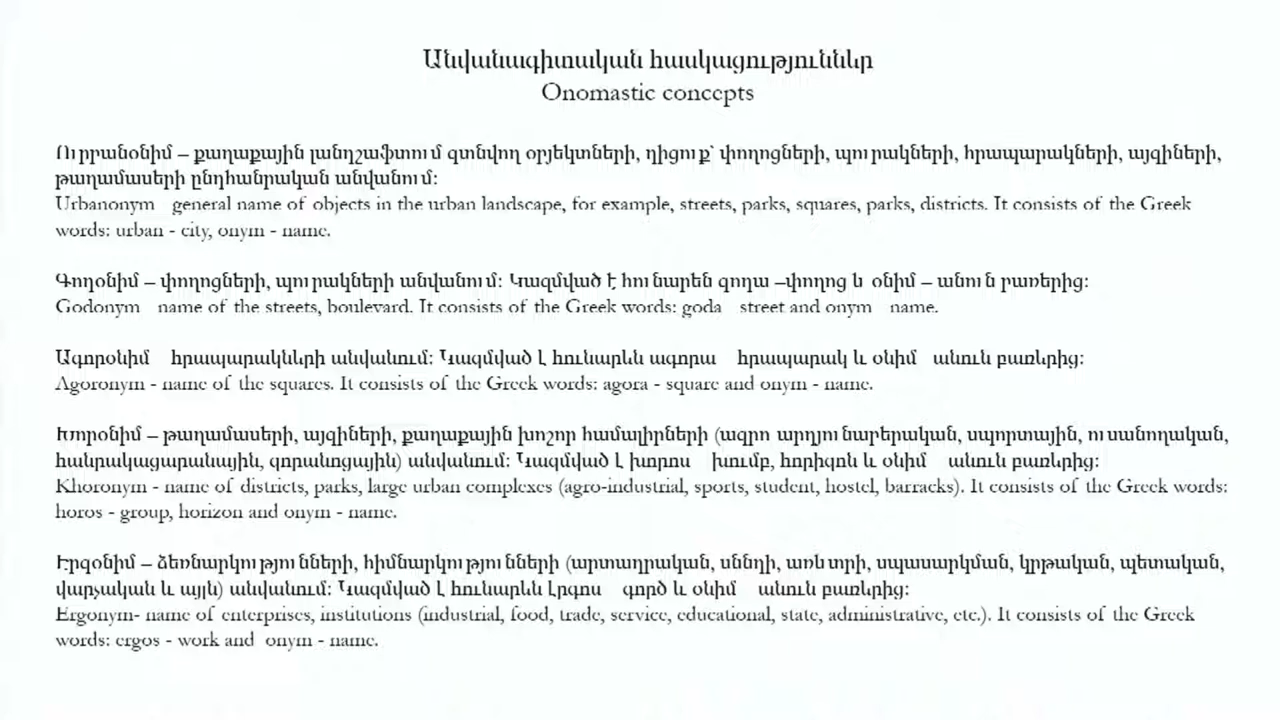 Անվանագիտական հասկացություններ
Onomastic concepts
Ուրբանօնիմ – քաղաքային լանդշաֆտում գտնվող օբյեկտների, դիցուք՝ փողոցների, պուրակների, հրապարակների, այգիների,
թաղամասերի ընդհանրական անվանում:
Urbanonym general name of objects in the urban landscape, for example, streets, parks, squares, parks, districts. It consists of the Greek
words: urban - city, onym - name.
Գոդօնիմ – փողոցների, պուրակների անվանում: Կազմված է հունարեն գոդա –փողոց և օնիմ – անուն բառերից:
Godonym name of the streets, boulevard. It consists of the Greek words: goda street and onym name.
Ագորօնիմ հրապարակների անվանում: Կազմված է հունարեն ագորա հրապարակ և օնիմ անուն բառերից:
Agoronym - name of the squares. It consists of the Greek words: agora - square and onym - name.
Խորօնիմ – թաղամասերի, այգիների, քաղաքային խոշոր համալիրների (ագրո արդյունարերական, սպորտային, ուսանողական,
հանրակացարանային, զորանոցային) անվանում: Կազմված է խորոս խումբ, հորիզոն և օնիմ անուն բառերից:
Khoronym - name of districts, parks, large urban complexes (agro-industrial, sports, student, hostel, barracks). It consists of the Greek words:
horos - group, horizon and onym - name.
Էրգօնիմ – ձեռնարկությունների, հիմնարկությունների (արտադրական, սննդի, առևտրի, սպասարկման, կրթական, պետական,
վարչական և այլն) անվանում: Կազմված է հունարեն էրգոս գործ և օնիմ անուն բառերից:
Ergonym- name of enterprises, institutions (industrial, food, trade, service, educational, state, administrative, etc.). It consists of the Greek
words: ergos - work and onym - name.